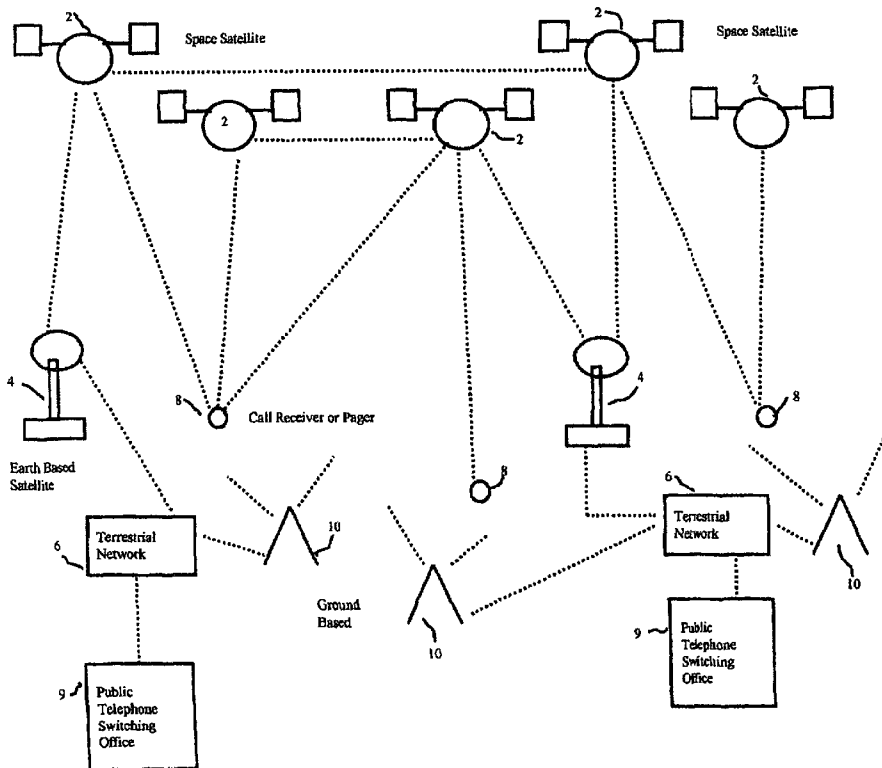 2
Space Satellite
2
Space Satellite
2
2
2
4
8
Call Receiver or Pager
4
8
Earth Based
Satellite
8
6
Terrestrial
Network
10
6
Terrestrial
Network
10
Ground
Based
10
9
Public
Telephone
Switching
Office
9
Public
Telephone
Switching
Office